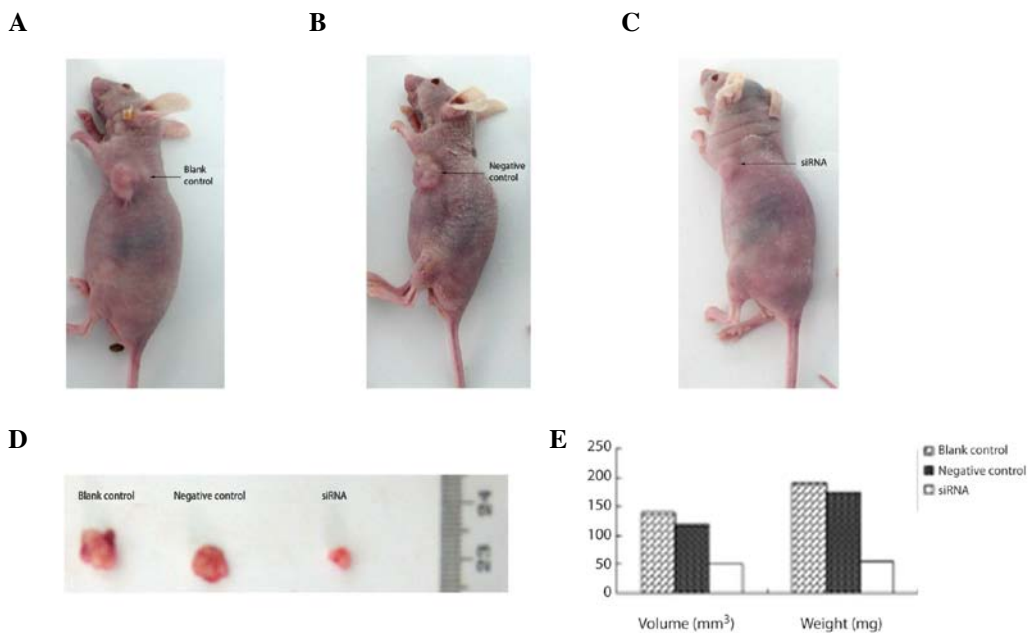 A
B
C
Blank
control
Negative
control
siRNA
D
Blank control
Negative control
siRNA
E
250
200
150
100
50
0
Volume (mm³)
Weight (mg)
Blank control
Negative control
siRNA